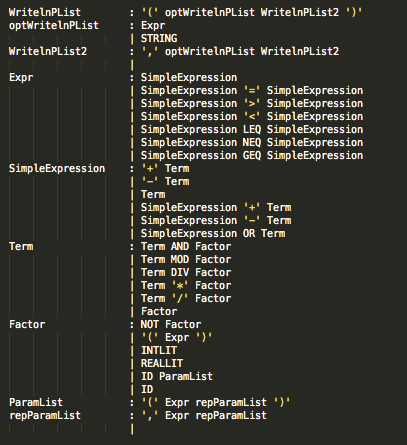 WritelnPList : '(' optWritelnPList WritelnPList2 ')'
optWritelnPList : Expr
| STRING
WritelnPList2 : ',' optWritelnPList WritelnPList2
|
Expr : SimpleExpression
| SimpleExpression '=' SimpleExpression
| SimpleExpression '>' SimpleExpression
| SimpleExpression '<' SimpleExpression
| SimpleExpression LEQ SimpleExpression
| SimpleExpression NEQ SimpleExpression
| SimpleExpression GEQ SimpleExpression
SimpleExpression : '+' Term
| '-' Term
| Term
| SimpleExpression '+' Term
| SimpleExpression '-' Term
| SimpleExpression OR Term
Term : Term AND Factor
| Term MOD Factor
| Term DIV Factor
| Term '*' Factor
| Term '/' Factor
| Factor
Factor : NOT Factor
| '(' Expr ')'
| INTLIT
| REALLIT
| ID ParamList
| ID
ParamList : '(' Expr repParamList ')'
repParamList : ',' Expr repParamList
|